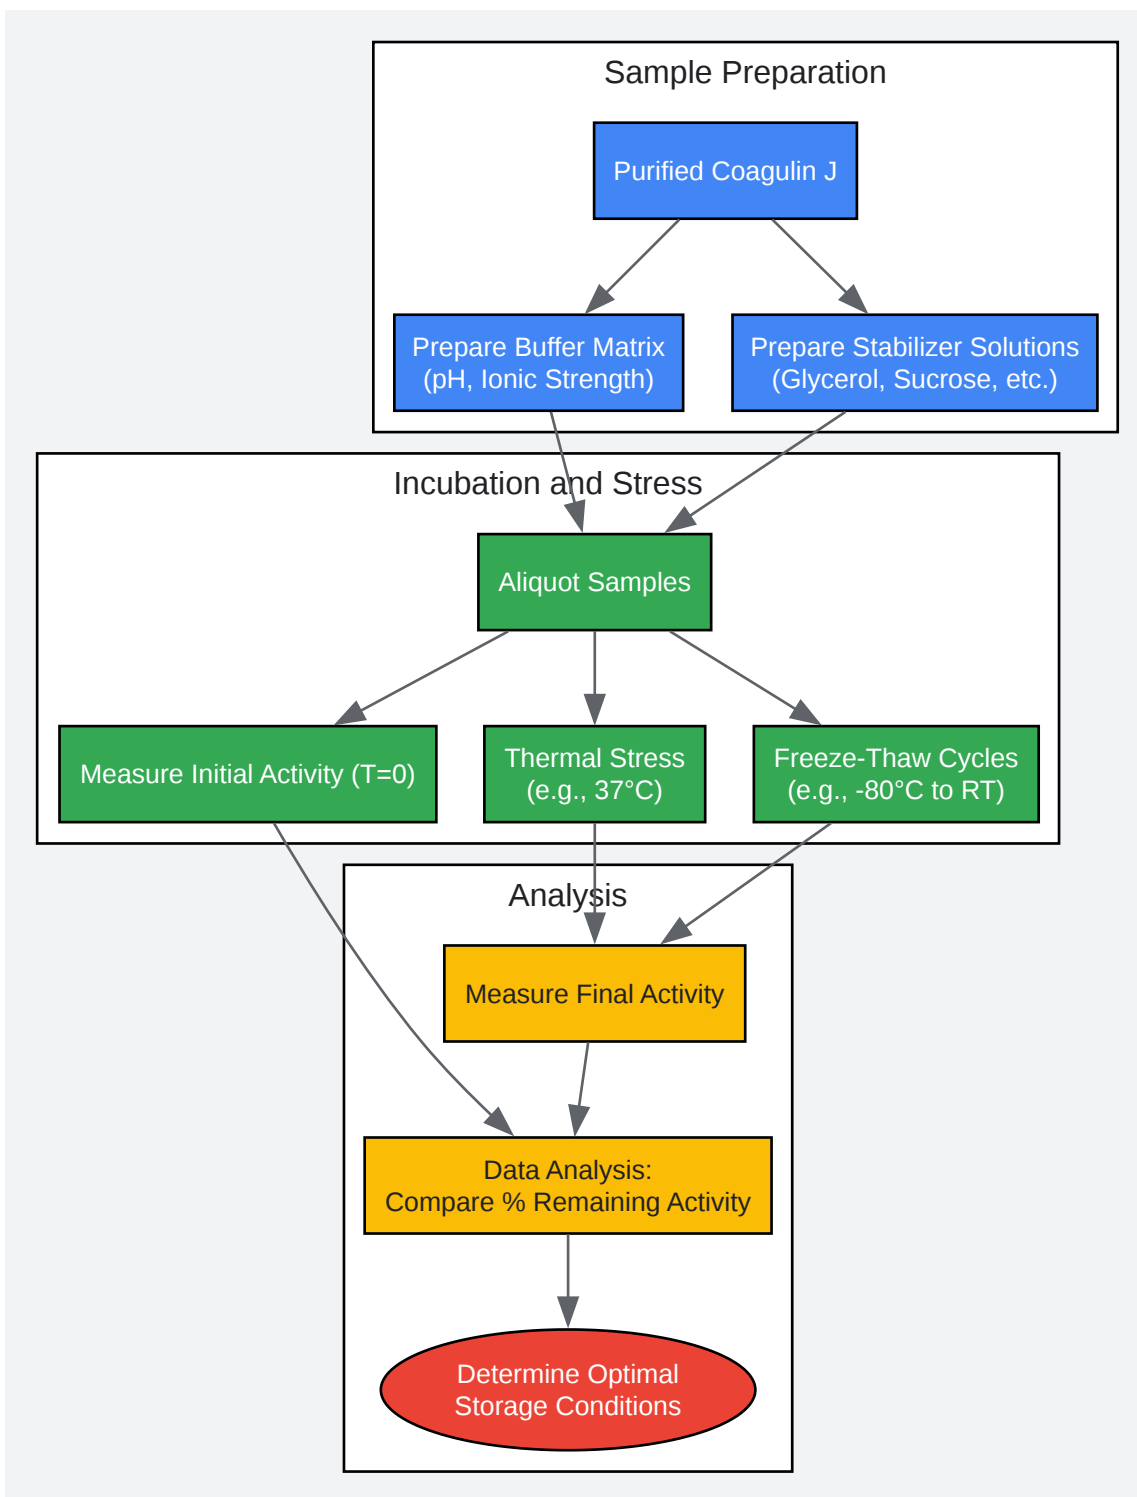 Sample Preparation
Purified Coagulin J
Prepare Buffer Matrix
(pH, Ionic Strength)
Prepare Stabilizer Solutions
(Glycerol, Sucrose, etc.)
Incubation and Stress
Aliquot Samples
Measure Initial Activity (T=0)
Thermal Stress
(e.g., 37°C)
Freeze-Thaw Cycles
(e.g., -80°C to RT)
Analysis
Measure Final Activity
Data Analysis:
Compare % Remaining Activity
Determine Optimal
Storage Conditions